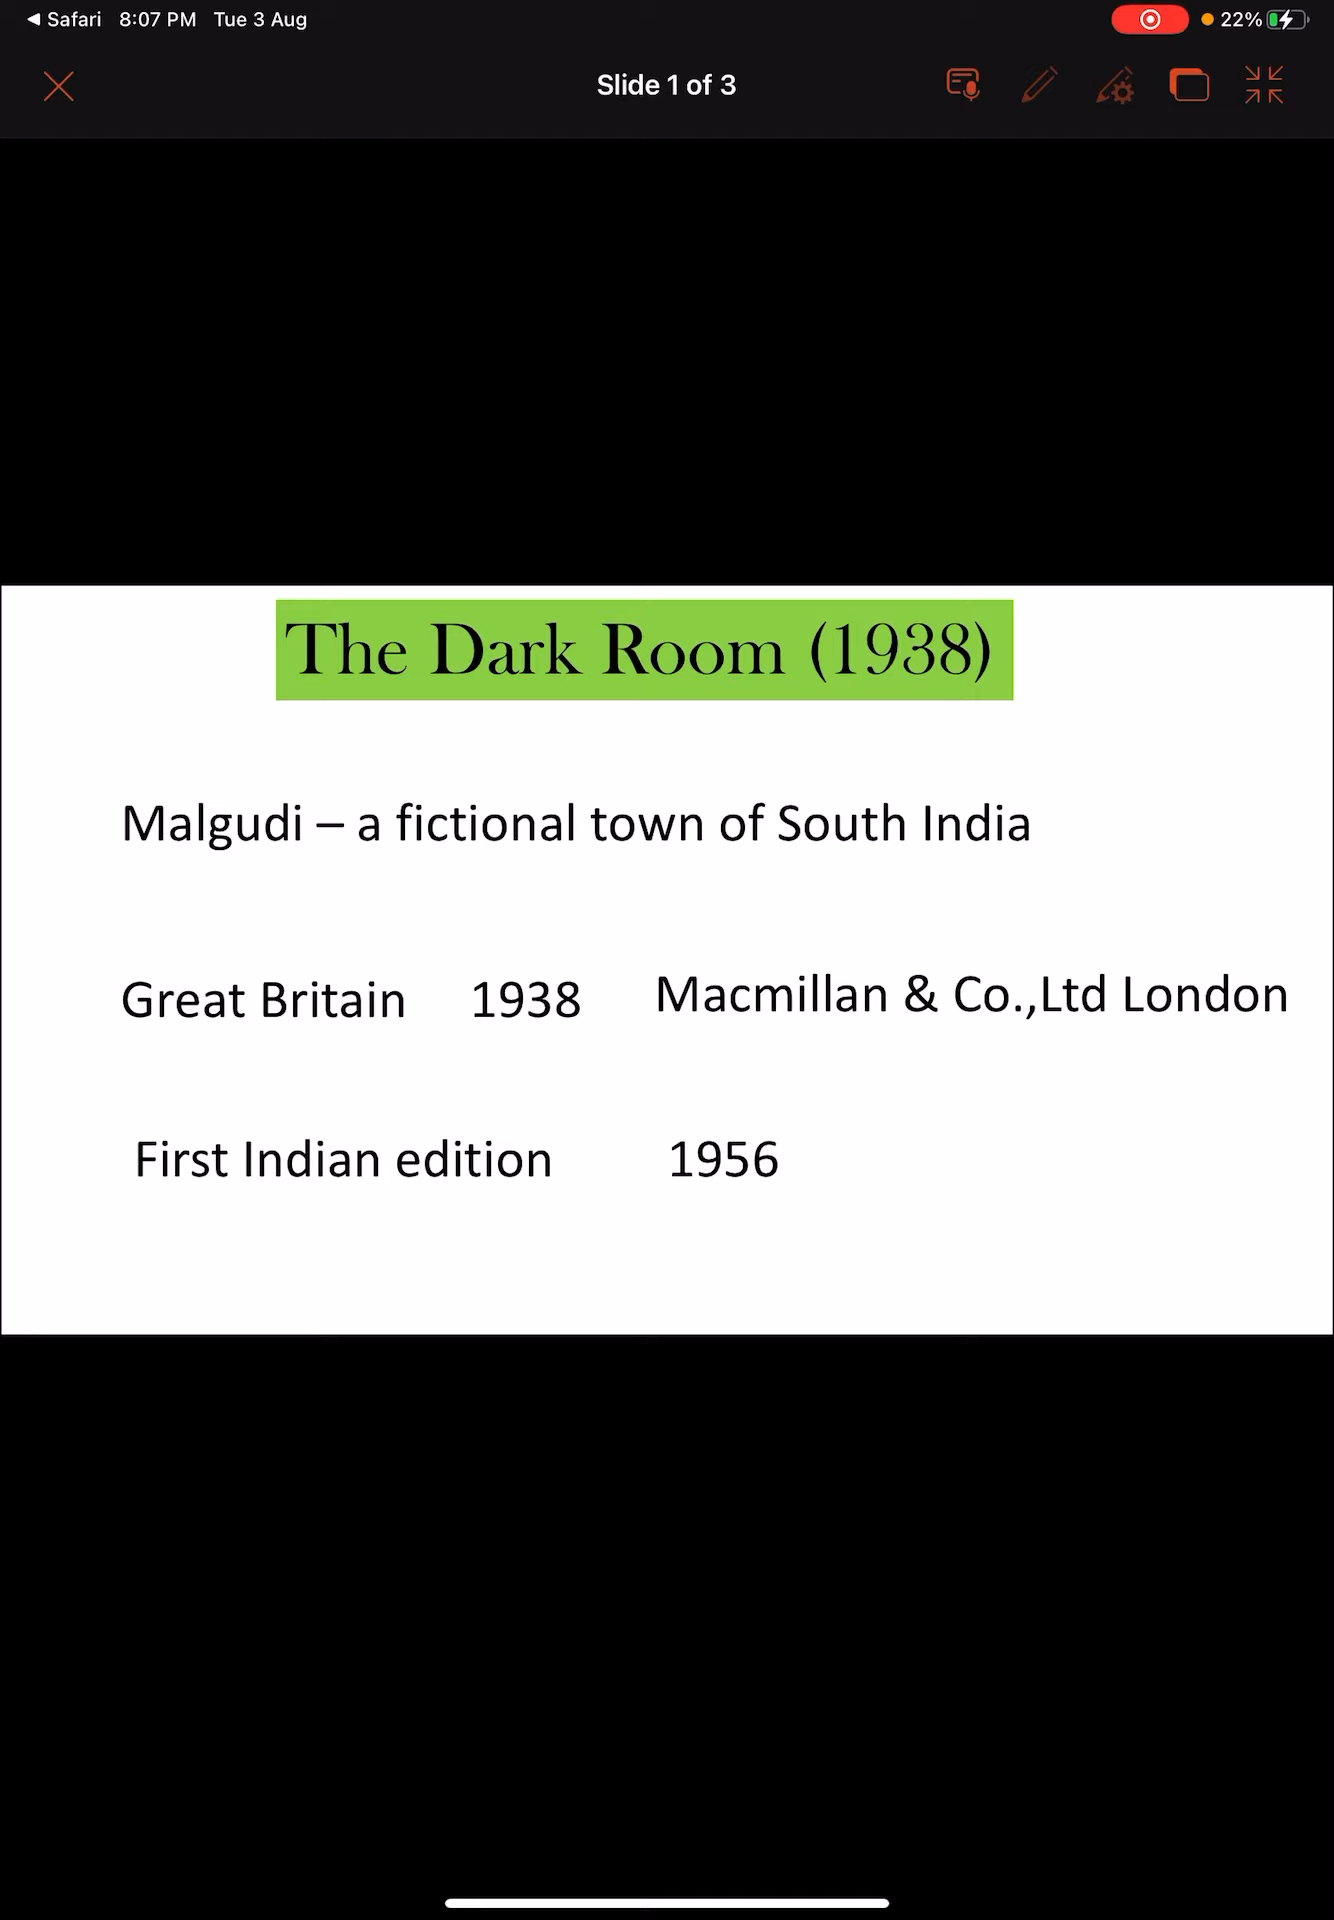 Safari 8:07 PM Tue 3 Aug 22%
Slide 1 of 3
The Dark Room (1938)
Malgudi – a fictional town of South India
Great Britain 1938 Macmillan & Co.,Ltd London
First Indian edition 1956